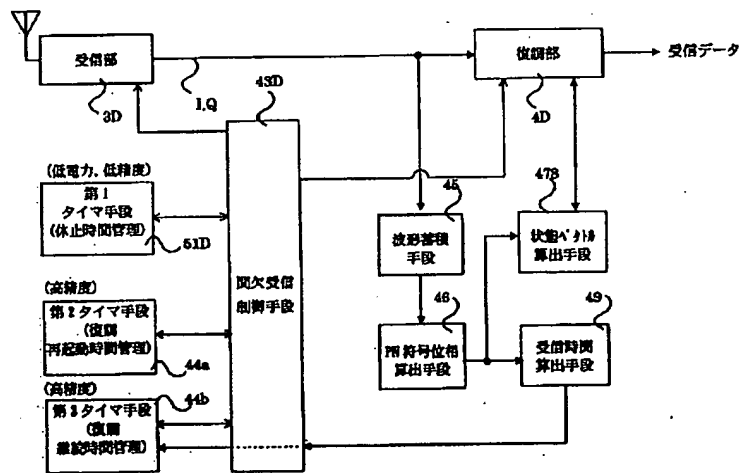 受信部
3D
I,Q
復調部
4D
受信データ
43D
間欠受信
制御手段
(低電力、低精度)
第1
タイマ手段
(休止時間管理)
51D
(高精度)
第2タイマ手段
(復調
再起動時間管理)
44a
(高精度)
44b
第3タイマ手段
(復調
継続時間管理)
45
波形蓄積
手段
46
PN符号位相
算出手段
478
状態ベクトル
算出手段
49
受信時間
算出手段